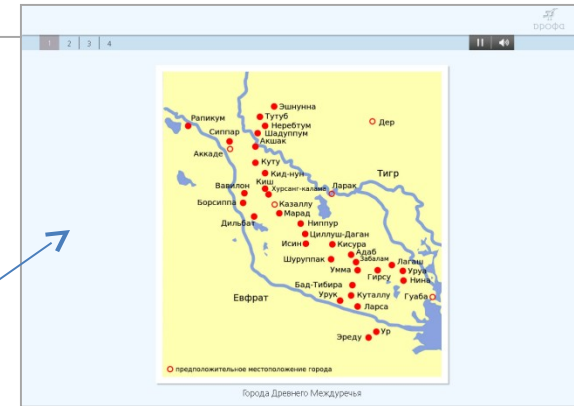 дрофа
1 2 3 4
Эшнунна
Тутуб
Неребтум
Дер
Рапикум
Шадуппум
Сиппар
Акшак
Аккаде
Куту
Кид-нун
Тигр
Киш
Вавилон
Хурсанг-калама
Ларак
Борсиппа
Казаллу
Марад
Дильбат
Ниппур
Циллуш-Даган
Исин
Кисура
Адаб
Забалам
Шуруппак
Лагаш
Умма
Уруа
Гирсу
Нина
Бад-Тибира
Евфрат
Урук
Куталлу
Гуаба
Ларса
Ур
Эреду
предположительное местоположение города
Города Древнего Междуречья